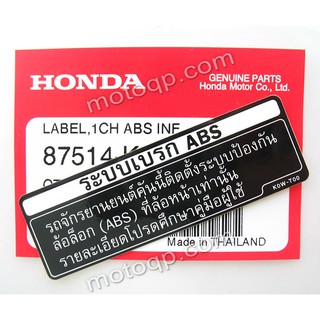 HONDA
GENUINE PARTS
Honda Motor Co., Ltd.
LABEL,1CH ABS INF
87514
ระบบเบรก ABS
รถจักรยานยนต์คันนี้ติดตั้งระบบป้องกัน
ล้อล็อก (ABS) ที่ล้อหน้าเท่านั้น
รายละเอียดโปรดศึกษาคู่มือผู้ใช้
K0W-T00
Made in THAILAND
www.motoqp.com